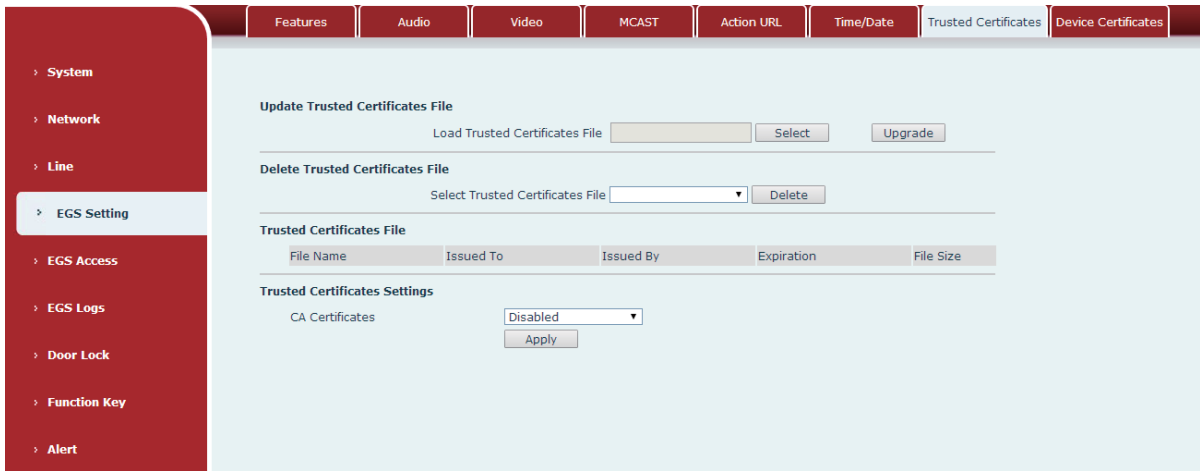 Features Audio Video MCAST Action URL Time/Date Trusted Certificates Device Certificates
› System
› Network
› Line
› EGS Setting
› EGS Access
› EGS Logs
› Door Lock
› Function Key
› Alert
Update Trusted Certificates File
Load Trusted Certificates File Select Upgrade
Delete Trusted Certificates File
Select Trusted Certificates File Delete
Trusted Certificates File
File Name Issued To Issued By Expiration File Size
Trusted Certificates Settings
CA Certificates Disabled
Apply